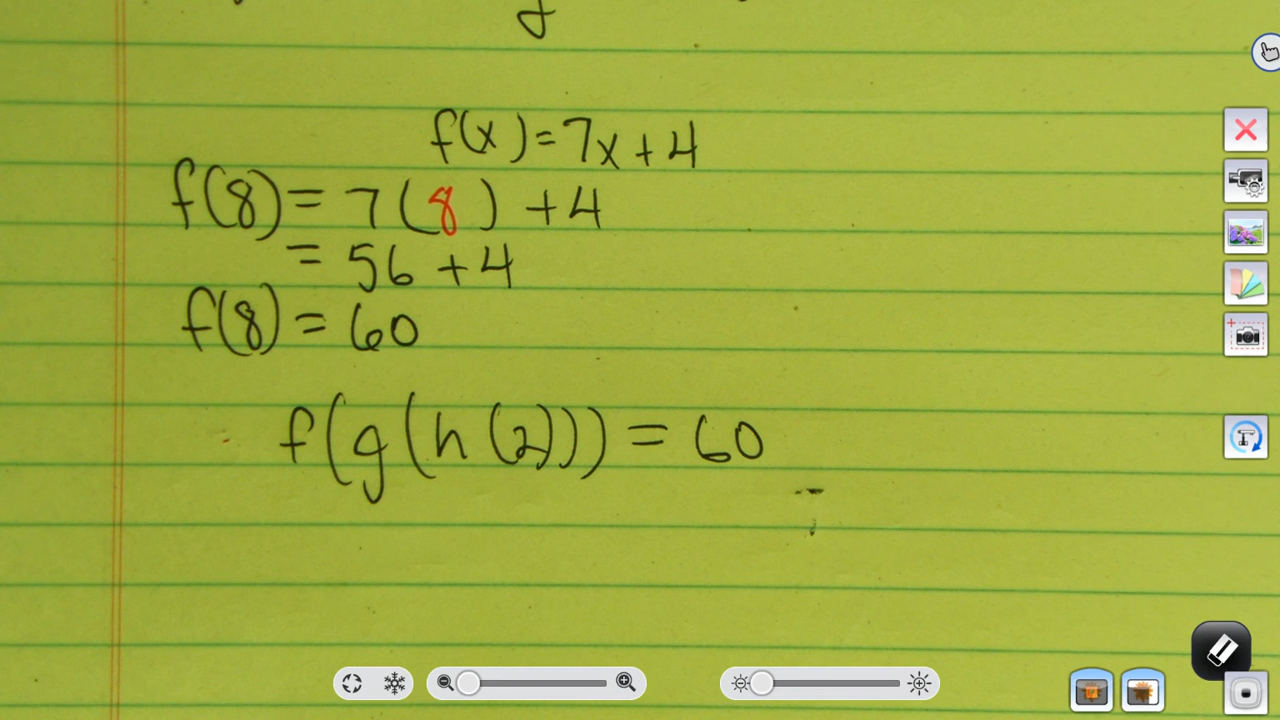 f(x)=7x+4
f(8)= 7(8) +4
= 56 +4
f(8) = 60
f(g(h(2))) = 60